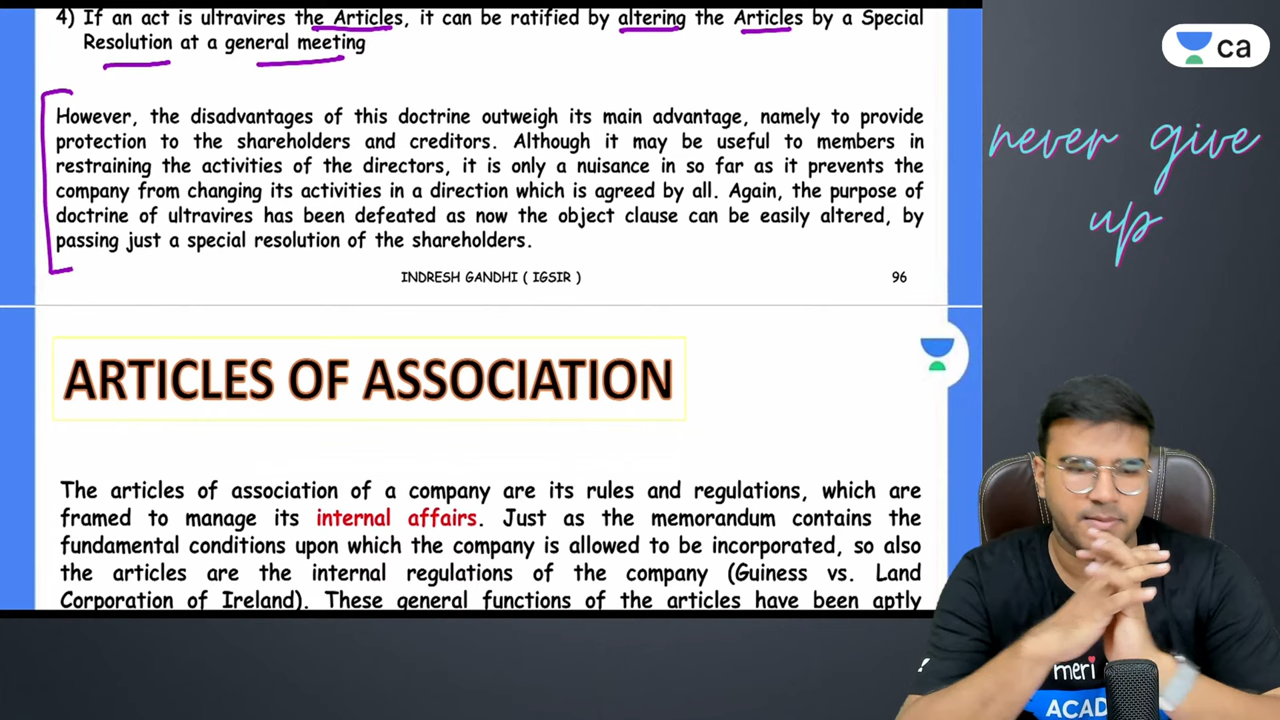 4) If an act is ultravires the Articles, it can be ratified by altering the Articles by a Special
Resolution at a general meeting
However, the disadvantages of this doctrine outweigh its main advantage, namely to provide
protection to the shareholders and creditors. Although it may be useful to members in
restraining the activities of the directors, it is only a nuisance in so far as it prevents the
company from changing its activities in a direction which is agreed by all. Again, the purpose of
doctrine of ultravires has been defeated as now the object clause can be easily altered, by
passing just a special resolution of the shareholders.
INDRESH GANDHI ( IGSIR ) 96
ARTICLES OF ASSOCIATION
The articles of association of a company are its rules and regulations, which are
framed to manage its internal affairs. Just as the memorandum contains the
fundamental conditions upon which the company is allowed to be incorporated, so also
the articles are the internal regulations of the company (Guiness vs. Land
Corporation of Ireland). These general functions of the articles have been aptly
ca
never give
up
meri
ACAD